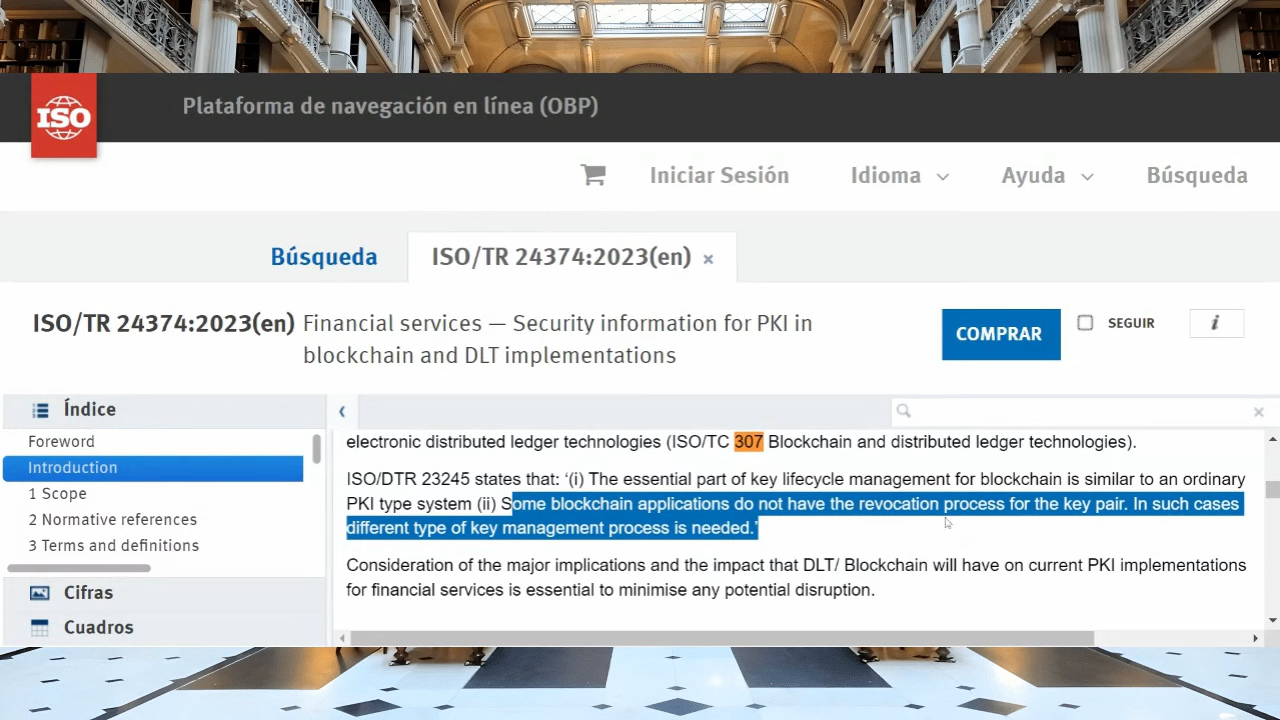 ISO
Plataforma de navegación en línea (OBP)
Iniciar Sesión Idioma Ayuda Búsqueda
Búsqueda ISO/TR 24374:2023(en) ×
ISO/TR 24374:2023(en) Financial services — Security information for PKI in
blockchain and DLT implementations
COMPRAR SEGUIR i
Índice
Foreword
Introduction
1 Scope
2 Normative references
3 Terms and definitions
Cifras
Cuadros
electronic distributed ledger technologies (ISO/TC 307 Blockchain and distributed ledger technologies).
ISO/DTR 23245 states that: ‘(i) The essential part of key lifecycle management for blockchain is similar to an ordinary
PKI type system (ii) Some blockchain applications do not have the revocation process for the key pair. In such cases
different type of key management process is needed.’
Consideration of the major implications and the impact that DLT/ Blockchain will have on current PKI implementations
for financial services is essential to minimise any potential disruption.